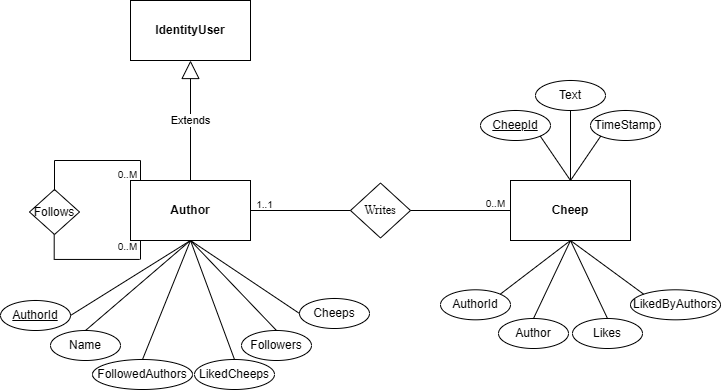 IdentityUser
Extends
Text
CheepId
TimeStamp
0..M
Follows
Author
1..1
Writes
0..M
Cheep
0..M
AuthorId
Name
FollowedAuthors
LikedCheeps
Followers
Cheeps
AuthorId
Author
Likes
LikedByAuthors